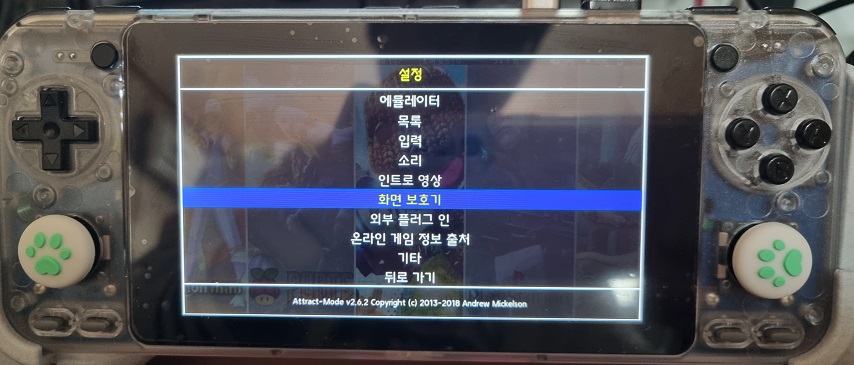 설정
에뮬레이터
목록
입력
소리
인트로 영상
화면 보호기
외부 플러그 인
온라인 게임 정보 출처
기타
뒤로 가기
Attract-Mode v2.6.2 Copyright (c) 2013-2018 Andrew Mickelson